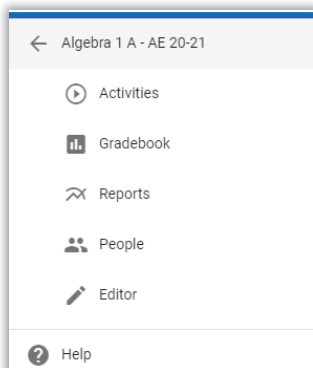 Algebra 1 A - AE 20-21
Activities
Gradebook
Reports
People
Editor
Help